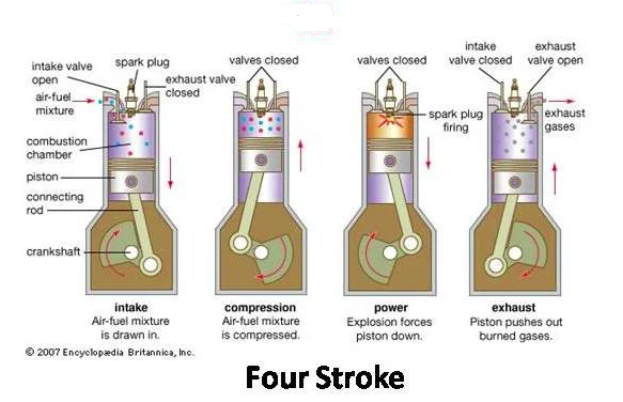 intake valve
open
spark plug
exhaust valve
closed
air-fuel
mixture
combustion
chamber
piston
connecting
rod
crankshaft
intake
Air-fuel mixture
is drawn in.
valves closed
compression
Air-fuel mixture
is compressed.
valves closed
spark plug
firing
power
Explosion forces
piston down.
intake
valve closed
exhaust
valve open
exhaust
gases
exhaust
Piston pushes out
burned gases.
© 2007 Encyclopædia Britannica, Inc.
Four Stroke